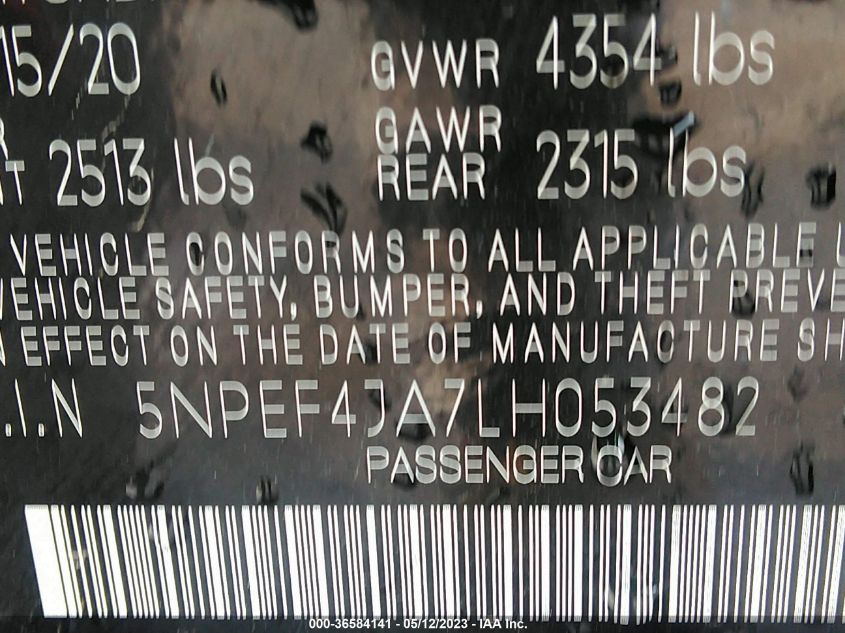 15/20 GVWR 4354 lbs
GAWR
2513 lbs REAR 2315 lbs
VEHICLE CONFORMS TO ALL APPLICABLE
VEHICLE SAFETY, BUMPER, AND THEFT PREVE
EFFECT ON THE DATE OF MANUFACTURE SH
.I.N 5NPEF4JA7LH053482
PASSENGER CAR
000-36584141 - 05/12/2023 - IAA Inc.